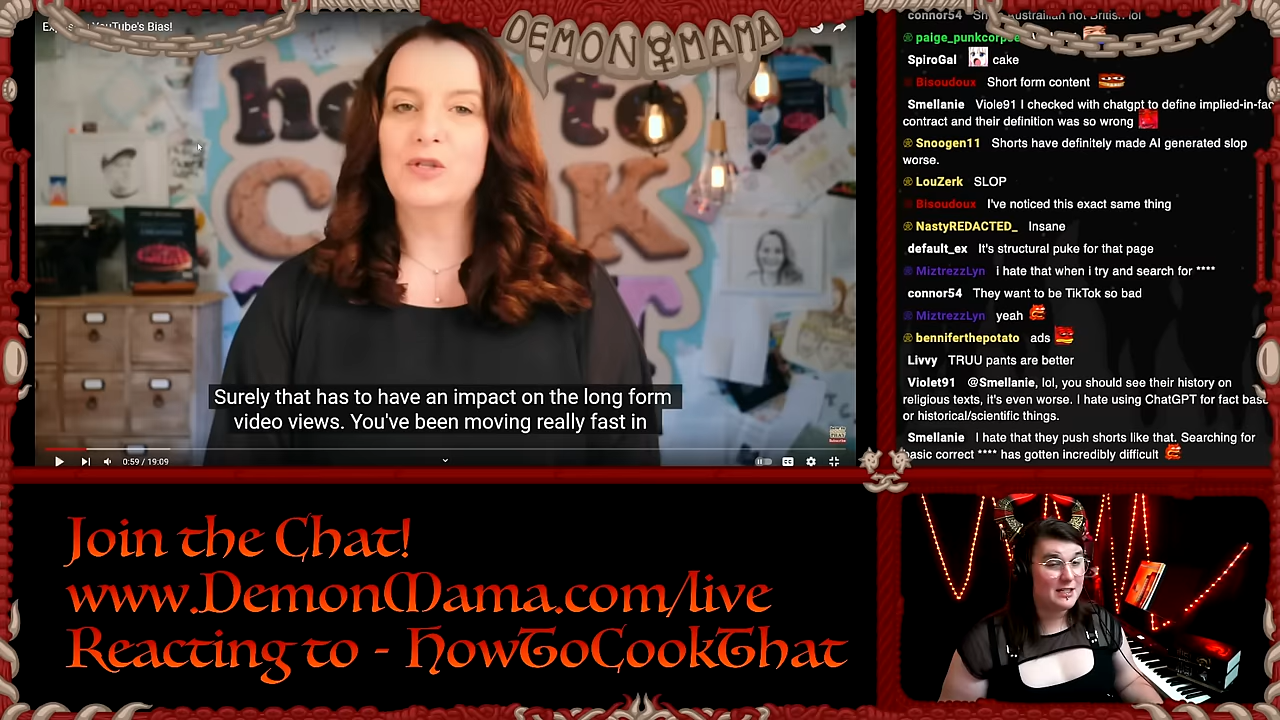 YouTube's Bias!
DEMON MAMA
Surely that has to have an impact on the long form
video views. You've been moving really fast in
0:59 / 19:09
connor54 Australian not British lol
paige_punkcorpse
SpiroGal cake
Bisoudoux Short form content
Smellanie Viole91 I checked with chatgpt to define implied-in-fac
contract and their definition was so wrong
Snoogen11 Shorts have definitely made AI generated slop
worse.
LouZerk SLOP
Bisoudoux I've noticed this exact same thing
NastyREDACTED_ Insane
default_ex It's structural puke for that page
MiztrezzLyn i hate that when i try and search for ****
connor54 They want to be TikTok so bad
MiztrezzLyn yeah
benniferthepotato ads
Livvy TRUU pants are better
Violet91 @Smellanie, lol, you should see their history on
religious texts, it's even worse. I hate using ChatGPT for fact base
or historical/scientific things.
Smellanie I hate that they push shorts like that. Searching for
basic correct **** has gotten incredibly difficult
Join the Chat!
www.DemonMama.com/live
Reacting to - HowToCookThat